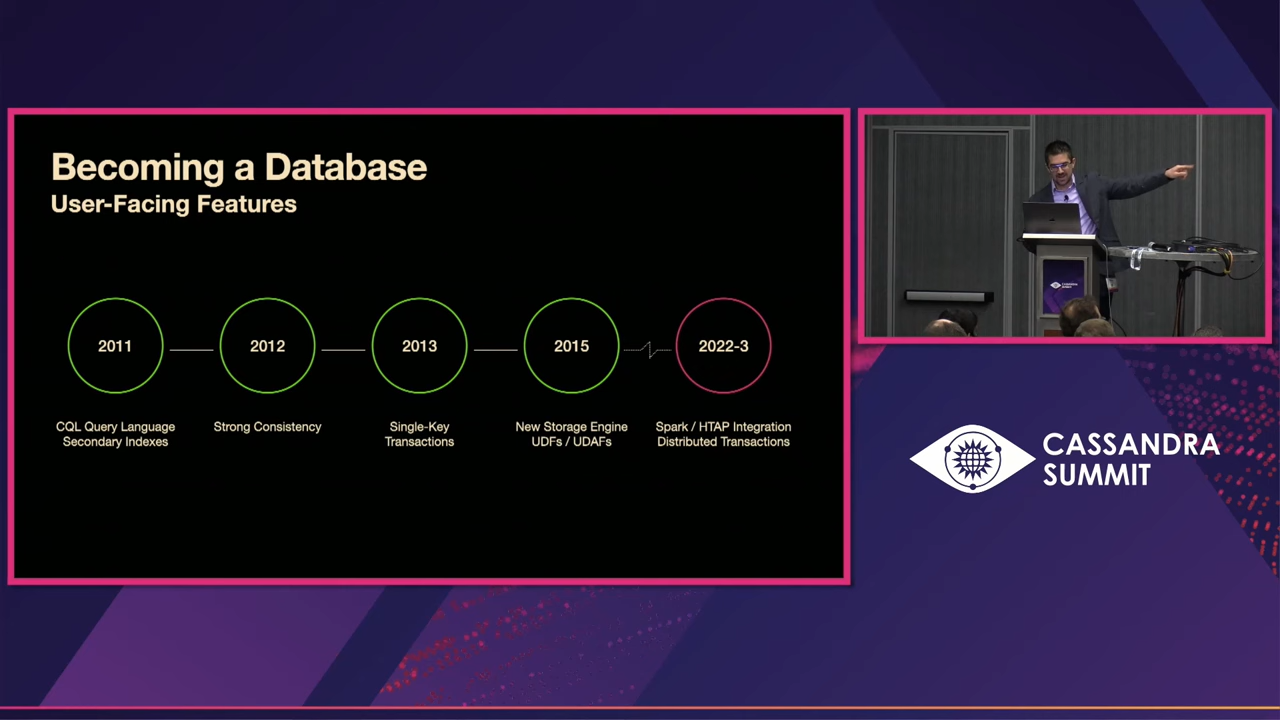 Becoming a Database
User-Facing Features
2011
2012
2013
2015
2022-3
CQL Query Language
Secondary Indexes
Strong Consistency
Single-Key
Transactions
New Storage Engine
UDFs / UDAFs
Spark / HTAP Integration
Distributed Transactions
CASSANDRA
SUMMIT